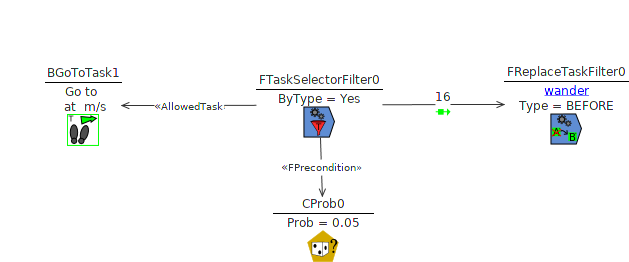 BGoToTask1
Go to
at m/s
«AllowedTask
FTaskSelectorFilter0
ByType = Yes
16
FReplaceTaskFilter0
wander
Type = BEFORE
A
B
T
«FPrecondition»
CProb0
Prob = 0.05
?